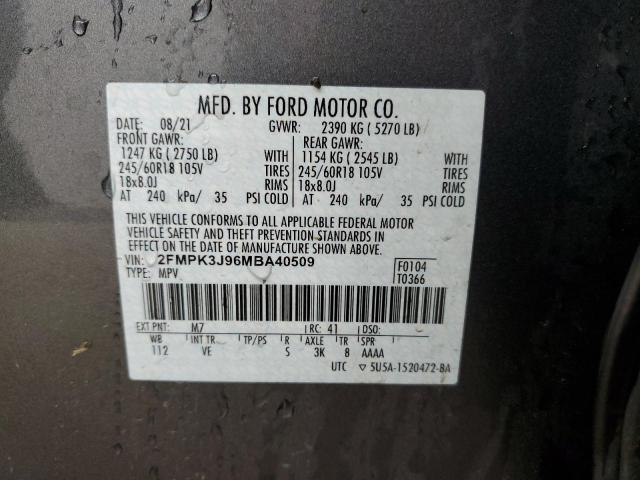 MFD. BY FORD MOTOR CO.
DATE: 08/21 GVWR: 2390 KG ( 5270 LB)
FRONT GAWR: REAR GAWR:
1247 KG ( 2750 LB) WITH 1154 KG ( 2545 LB) WITH
245/60R18 105V TIRES 245/60R18 105V TIRES
18x8.0J RIMS 18x8.0J RIMS
AT 240 kPa/ 35 PSI COLD AT 240 kPa/ 35 PSI COLD
THIS VEHICLE CONFORMS TO ALL APPLICABLE FEDERAL MOTOR
VEHICLE SAFETY AND THEFT PREVENTION STANDARDS IN
EFFECT ON THE DATE OF MANUFACTURE SHOWN ABOVE.
VIN: 2FMPK3J96MBA40509 F0104
TYPE: MPV T0366
EXT PNT: M7 RC: 41 DSO:
WB INT TR TP/PS R AXLE TR SPR
112 VE S 3K 8 AAAA
UTC ▽ 5U5A-1520472-BA